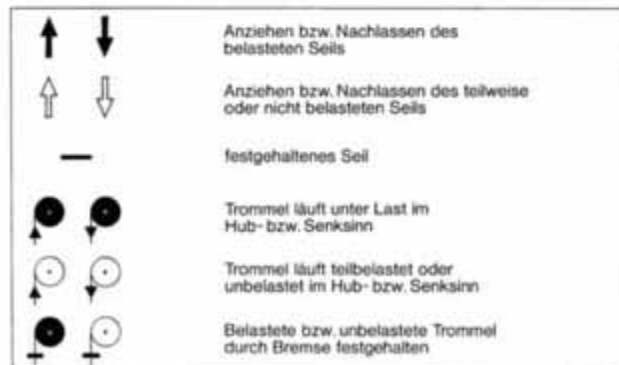 Anziehen bzw. Nachlassen des
belasteten Seils
Anziehen bzw. Nachlassen des teilweise
oder nicht belasteten Seils
festgehaltenes Seil
Trommel läuft unter Last im
Hub- bzw. Senksinn
Trommel läuft teilbelastet oder
unbelastet im Hub- bzw. Senksinn
Belastete bzw. unbelastete Trommel
durch Bremse festgehalten